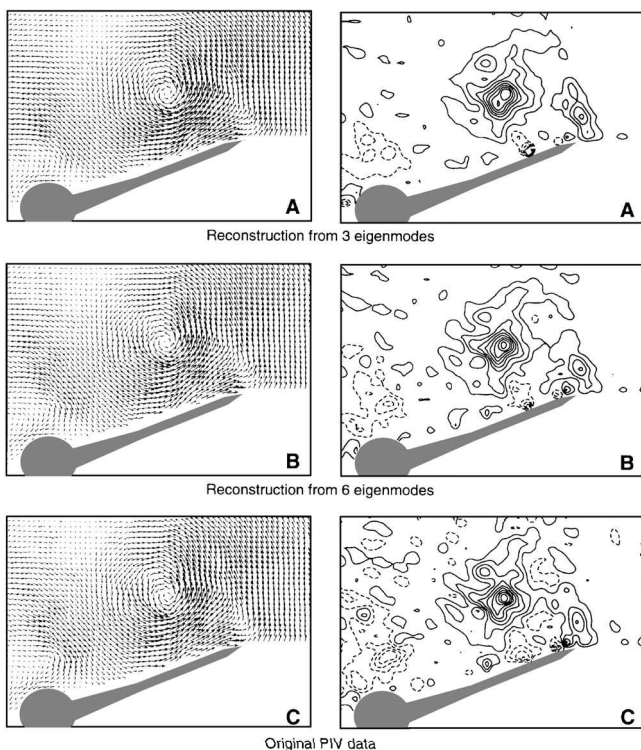 A
A
Reconstruction from 3 eigenmodes
B
B
Reconstruction from 6 eigenmodes
C
C
Original PIV data